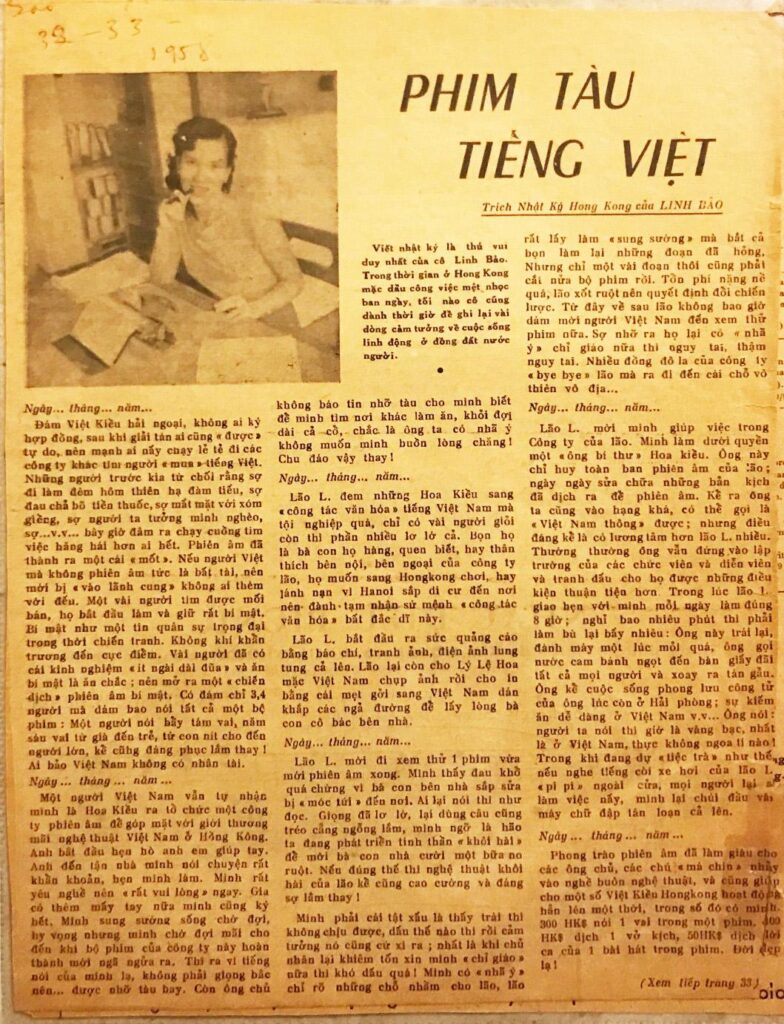 33 - 33 -
1958
PHIM TÀU
TIẾNG VIỆT
Trích Nhật Ký Hong Kong của LINH BẢO
Viết nhật ký là thú vui
duy nhất của cô Linh Bảo.
Trong thời gian ở Hong Kong
mặc dầu công việc mệt nhọc
ban ngày, tối nào cô cũng
dành thời giờ để ghi lại vài
dòng cảm tưởng về cuộc sống
linh động ở đồng đất nước
người.
Ngày... tháng... năm...
Đám Việt Kiều hải ngoại, không ai ký
hợp đồng, sau khi giải tán ai cũng « được »
tự do, nên mạnh ai nấy chạy lẻ tẻ đi các
công ty khác tìm người « mua » tiếng Việt.
Những người trước kia từ chối rằng sợ
đi làm đêm hôm thiên hạ đàm tiếu, sợ
đau chả bõ tiền thuốc, sợ mất mặt với xóm
giềng, sợ người ta tưởng mình nghèo,
sợ...v.v... bây giờ đâm ra chạy cuống tìm
việc hăng hái hơn ai hết. Phiên âm đã
thành ra một cái « mốt ». Nếu người Việt
mà không phiên âm tức là bất tài, nên
mới bị « vào lãnh cung » không ai thèm
vời đến. Một vài người tìm được mối
bán, họ bắt đầu làm và giữ rất bí mật.
Bí mật như một tin quân sự trọng đại
trong thời chiến tranh. Không khí khẩn
trương đến cực điểm. Vài người đã có
cái kinh nghiệm « ít ngài dài đũa » và ăn
bí mật là ăn chắc ; nên mở ra một « chiến
dịch » phiên âm bí mật. Có đám chỉ 3,4
người mà dám bao nói tất cả một bộ
phim : Một người nói bẩy tám vai, năm
sáu vai từ già đến trẻ, từ con nít cho đến
người lớn, kể cũng đáng phục lắm thay !
Ai bảo Việt Nam không có nhân tài.
Ngày... tháng ... năm ...
Một người Việt Nam vẫn tự nhận
mình là Hoa Kiều ra tổ chức một công
ty phiên âm để góp mặt với giới thương
mãi nghệ thuật Việt Nam ở Hồng Kông.
Anh bắt đầu hẹn hò anh em giúp tay.
Anh đến tận nhà mình nói chuyện rất
khẩn khoản, hẹn mình làm. Mình rất
yêu nghề nên « rất vui lòng » ngay. Gia
có thêm mấy tay nữa mình cũng ký
hết. Mình sung sướng sống chờ đợi,
hy vọng nhưng mình chờ đợi mãi cho
đến khi bộ phim của công ty này hoàn
thành mới ngã ngửa ra. Thì ra vì tiếng
nói của mình lạ, không phải giọng bắc
nên... được nhờ tàu bay. Còn ông chủ
không báo tin nhỡ tàu cho mình biết
để mình tìm nơi khác làm ăn, khỏi đợi
dài cả cổ, chắc là ông ta có nhã ý
không muốn mình buồn lòng chăng !
Chu đáo vậy thay !
Ngày... tháng... năm...
Lão L. đem những Hoa Kiều sang
« công tác văn hóa » tiếng Việt Nam mà
tội nghiệp quá, chỉ có vài người giỏi
còn thì phần nhiều lơ lớ cả. Bọn họ
là bà con họ hàng, quen biết, hay thân
thích bên nội, bên ngoại của công ty
lão, họ muốn sang Hongkong chơi, hay
lánh nạn vì Hanoi sắp di cư đến nơi
nên đành tạm nhận sứ mệnh « công tác
văn hóa » bất đắc dĩ này.
Lão L. bắt đầu ra sức quảng cáo
bằng báo chí, tranh ảnh, điện ảnh lung
tung cả lên. Lão lại còn cho Lý Lệ Hoa
mặc Việt Nam chụp ảnh rồi cho in
bằng cái mẹt gởi sang Việt Nam dán
khắp các ngả đường để lấy lòng bà
con cô bác bên nhà.
Ngày... tháng... năm...
Lão L. mời đi xem thử 1 phim vừa
mới phiên âm xong. Mình thấy đau khổ
quá chừng vì bà con bên nhà sắp sửa
bị « móc túi » đến nơi. Ai lại nói thì như
đọc. Giọng đã lơ lớ, lại dùng câu cũng
tréo cẳng ngỗng lắm, mình ngỡ là hão
ta đang phát triển tinh thần « khôi hài »
để mời bà con nhà cười một bữa no
ruột. Nếu đúng thế thì nghệ thuật khôi
hài của lão kể cũng cao cường và đáng
sợ lắm thay !
Mình phải cái tật xấu là thấy trái thì
không chịu được, dấu thế nào thì rồi cảm
tưởng nó cũng cứ xì ra ; nhất là khi chủ
nhân lại khiêm tốn xin mình « chỉ giáo »
nữa thì khó dấu quá ! Mình có « nhã ý »
chỉ rõ những chỗ nhầm cho lão, lão
rất lấy làm « sung sướng » mà bắt cả
bọn làm lại những đoạn đã hỏng,
Nhưng chỉ một vài đoạn thôi cũng phải
cắt nửa bộ phim rồi. Tổn phí nặng nề
quá, lão xót ruột nên quyết định đổi chiến
lược. Từ đây về sau lão không bao giờ
dám mời người Việt Nam đến xem thử
phim nữa. Sợ nhỡ ra họ lại có « nhã
ý » chỉ giáo nữa thì nguy tai, thậm
nguy tai. Nhiều đồng đô la của công ty
« bye bye » lão mà ra đi đến cái chỗ vô
thiên vô địa...
Ngày... tháng... năm...
Lão L. mời mình giúp việc trong
Công ty của lão. Mình làm dưới quyền
một « ông bí thư » Hoa kiều. Ông này
chỉ huy toàn ban phiên âm của lão ;
ngày ngày sửa chữa những bản kịch
đã dịch ra để phiên âm. Kể ra ông
ta cũng vào hạng khá, có thể gọi là
« Việt Nam thông » được ; nhưng điều
đáng kể là có lương tâm hơn lão L. nhiều.
Thường thường ông vẫn đứng vào lập
trường của các chức viên và diễn viên
và tranh đấu cho họ được những điều
kiện thuận tiện hơn. Trong lúc lão L.
giao hẹn với mình mỗi ngày làm đúng
8 giờ ; nghỉ bao nhiêu phút thì phải
làm bù lại bấy nhiêu : Ông này trái lại,
đánh máy một lúc mỏi quá, ông gọi
nước cam bánh ngọt đến bàn giấy đãi
tất cả mọi người và xoay ra tán gẫu.
Ông kể cuộc sống phong lưu công tử
của ông lúc còn ở Hải phòng; sự kiếm
ăn dễ dàng ở Việt Nam v.v... Ông nói:
người ta nói thì giờ là vàng bạc, nhất
là ở Việt Nam, thực không ngoa tí nào !
Trong khi đang dự « tiệc trà » như thế,
nếu nghe tiếng còi xe hơi của lão L.
« pi pi » ngoài cửa, mọi người lại ai
làm việc nấy, mình lại chúi đầu vào
máy chữ đập tán loạn cả lên.
Ngày... tháng ... năm ...
Phong trào phiên âm đã làm giàu cho
các ông chủ, các chú « mà chín » nhảy
vào nghề buôn nghệ thuật, và cũng giúp
cho một số Việt Kiều Hongkong hoạt động
hẳn lên một thời, trong số đó có mình
300 HK$ nói 1 vai trong một phim,
HK$ dịch 1 vở kịch, 50HK$ dịch lời
ca của 1 bài hát trong phim. Đời đẹp
lạ !
(Xem tiếp trang 33)